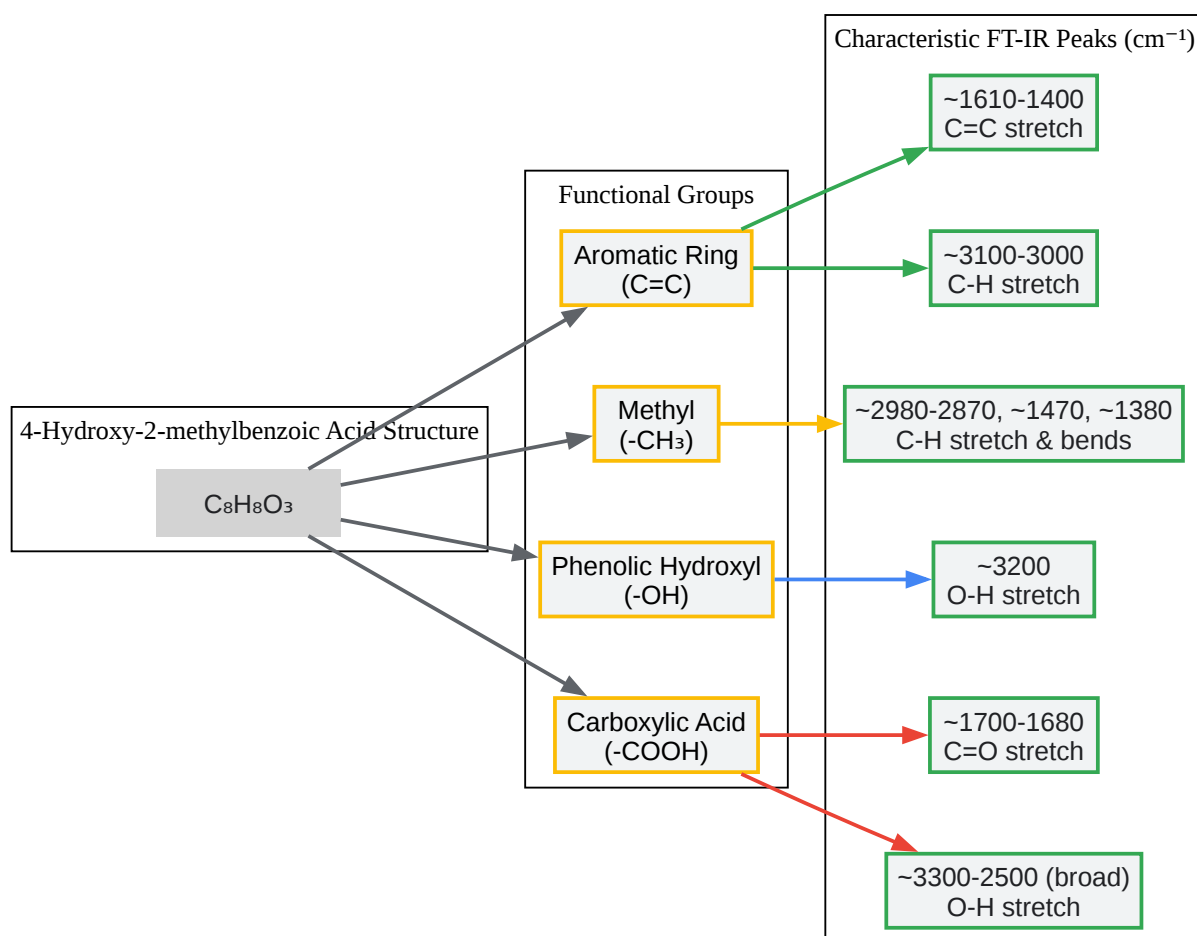 Characteristic FT-IR Peaks (cm⁻¹)
~1610-1400
C=C stretch
Functional Groups
Aromatic Ring
(C=C)
~3100-3000
C-H stretch
4-Hydroxy-2-methylbenzoic Acid Structure
C₈H₈O₃
Methyl
(-CH₃)
~2980-2870, ~1470, ~1380
C-H stretch & bends
Phenolic Hydroxyl
(-OH)
~3200
O-H stretch
Carboxylic Acid
(-COOH)
~1700-1680
C=O stretch
~3300-2500 (broad)
O-H stretch